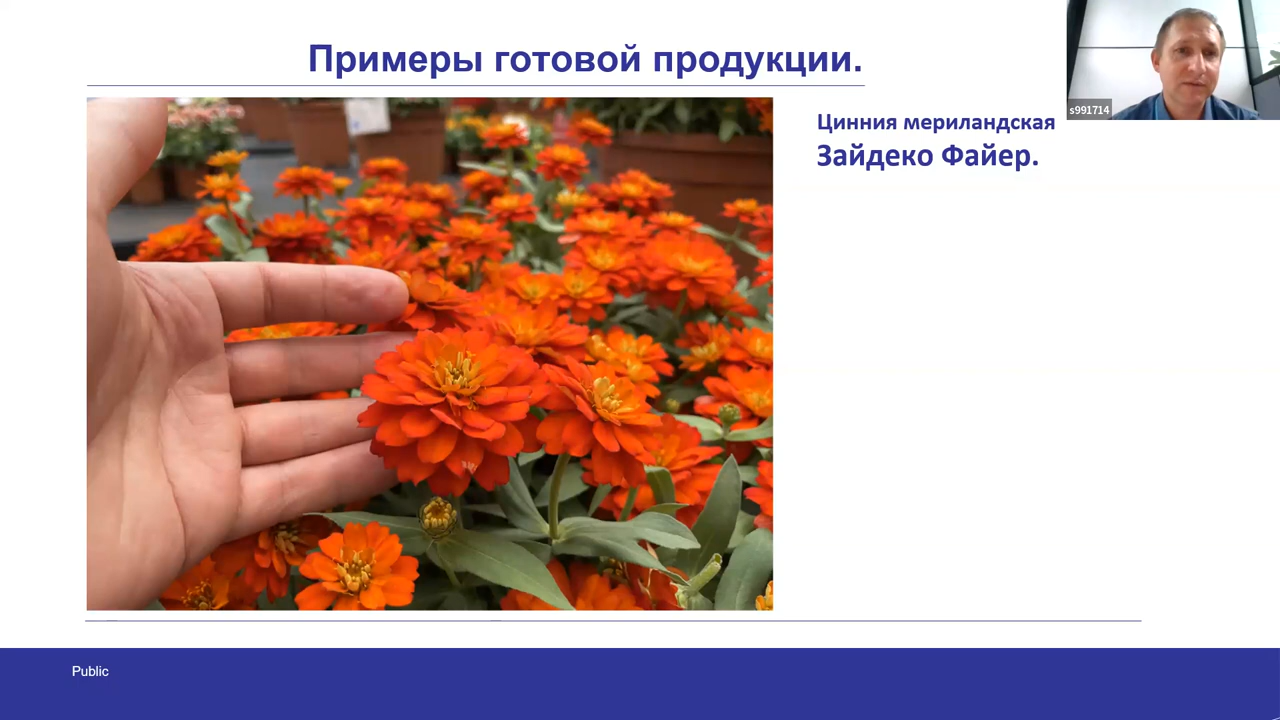 Примеры готовой продукции.
s991714
Цинния мериландская
Зайдеко Файер.
Public